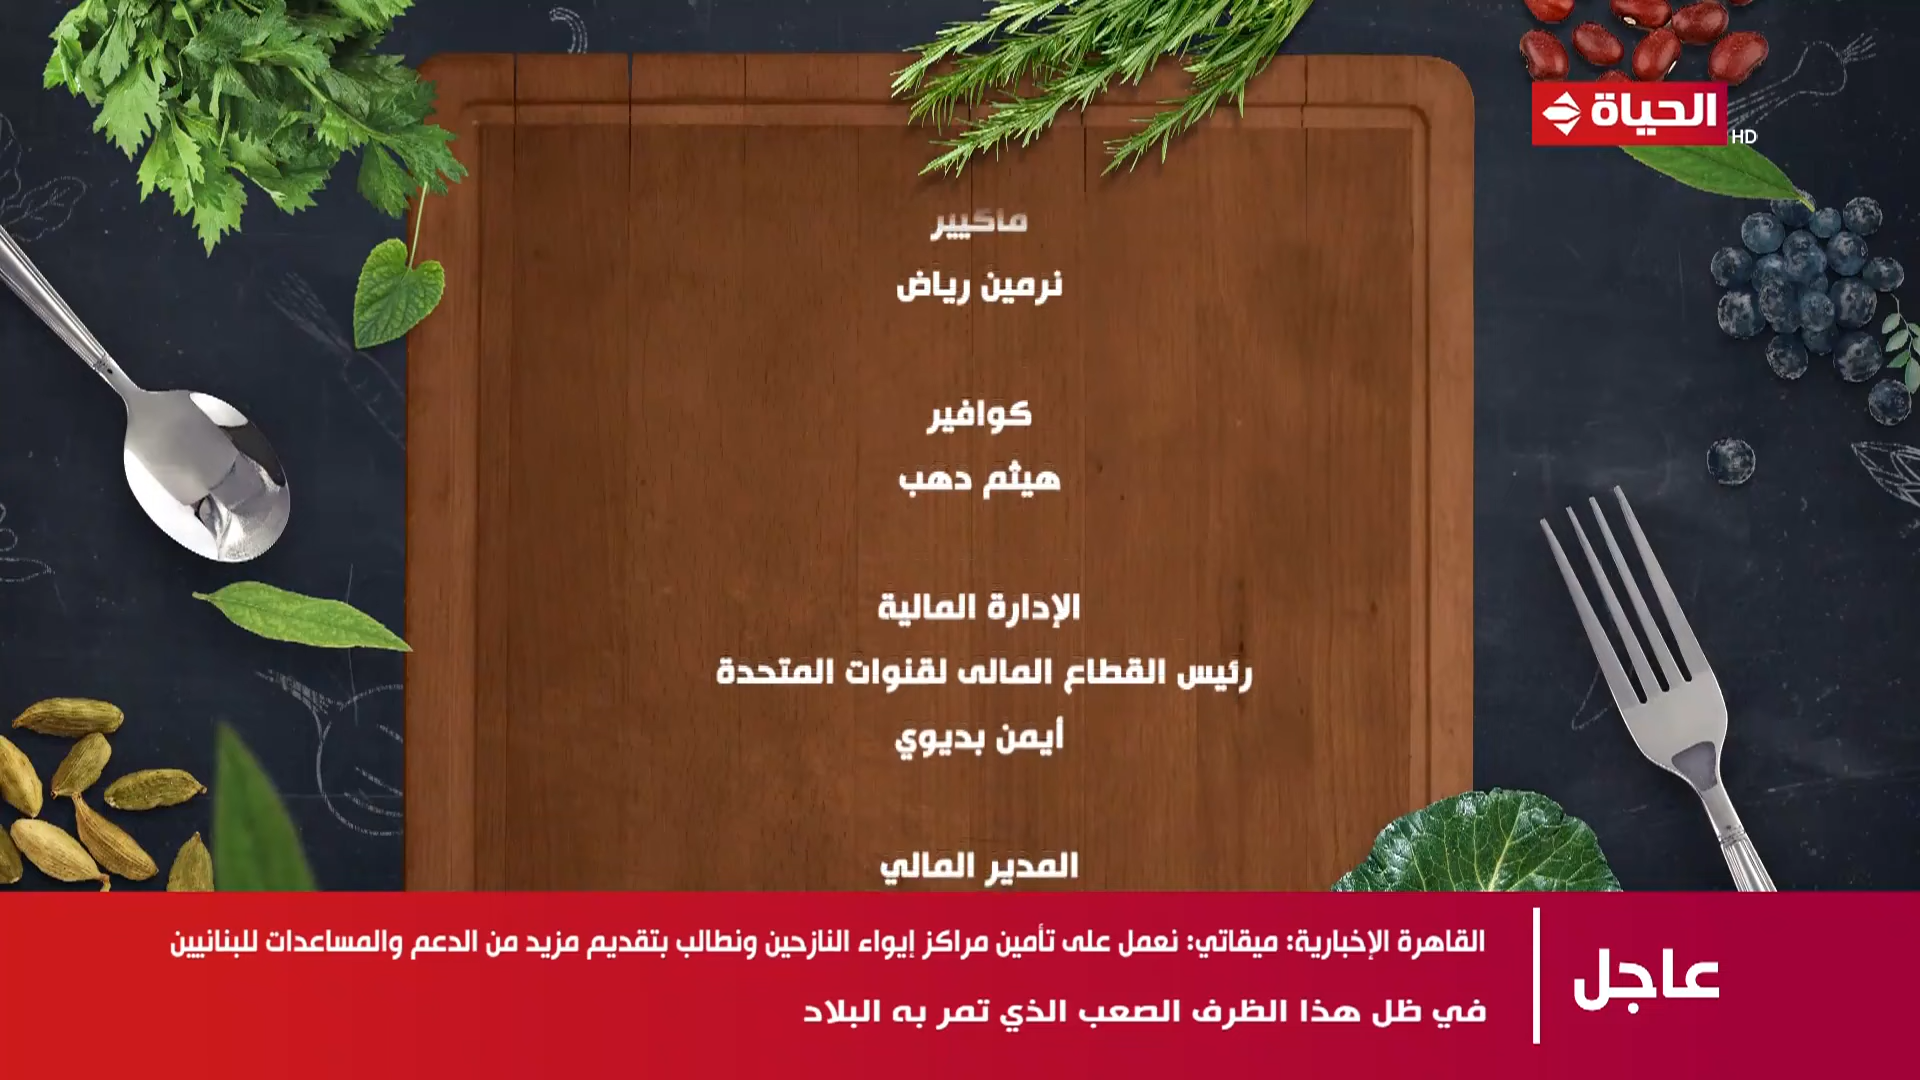 الحياة
HD
ماكيير
نرمين رياض
كوافير
هيثم دهب
الإدارة المالية
رئيس القطاع المالى لقنوات المتحدة
أيمن بديوي
المدير المالي
عاجل
القاهرة الإخبارية: ميقاتي: نعمل على تأمين مراكز إيواء النازحين ونطالب بتقديم مزيد من الدعم والمساعدات للبنانيين
في ظل هذا الظرف الصعب الذي تمر به البلاد